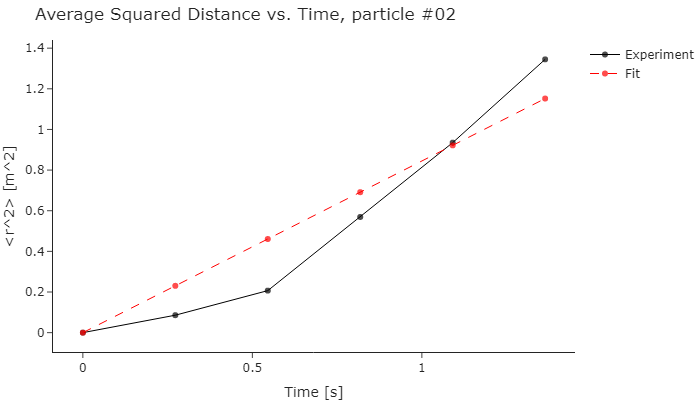 Average Squared Distance vs. Time, particle #02
Experiment
Fit
<r^2> [m^2]
1.4
1.2
1
0.8
0.6
0.4
0.2
0
0
0.5
1
Time [s]